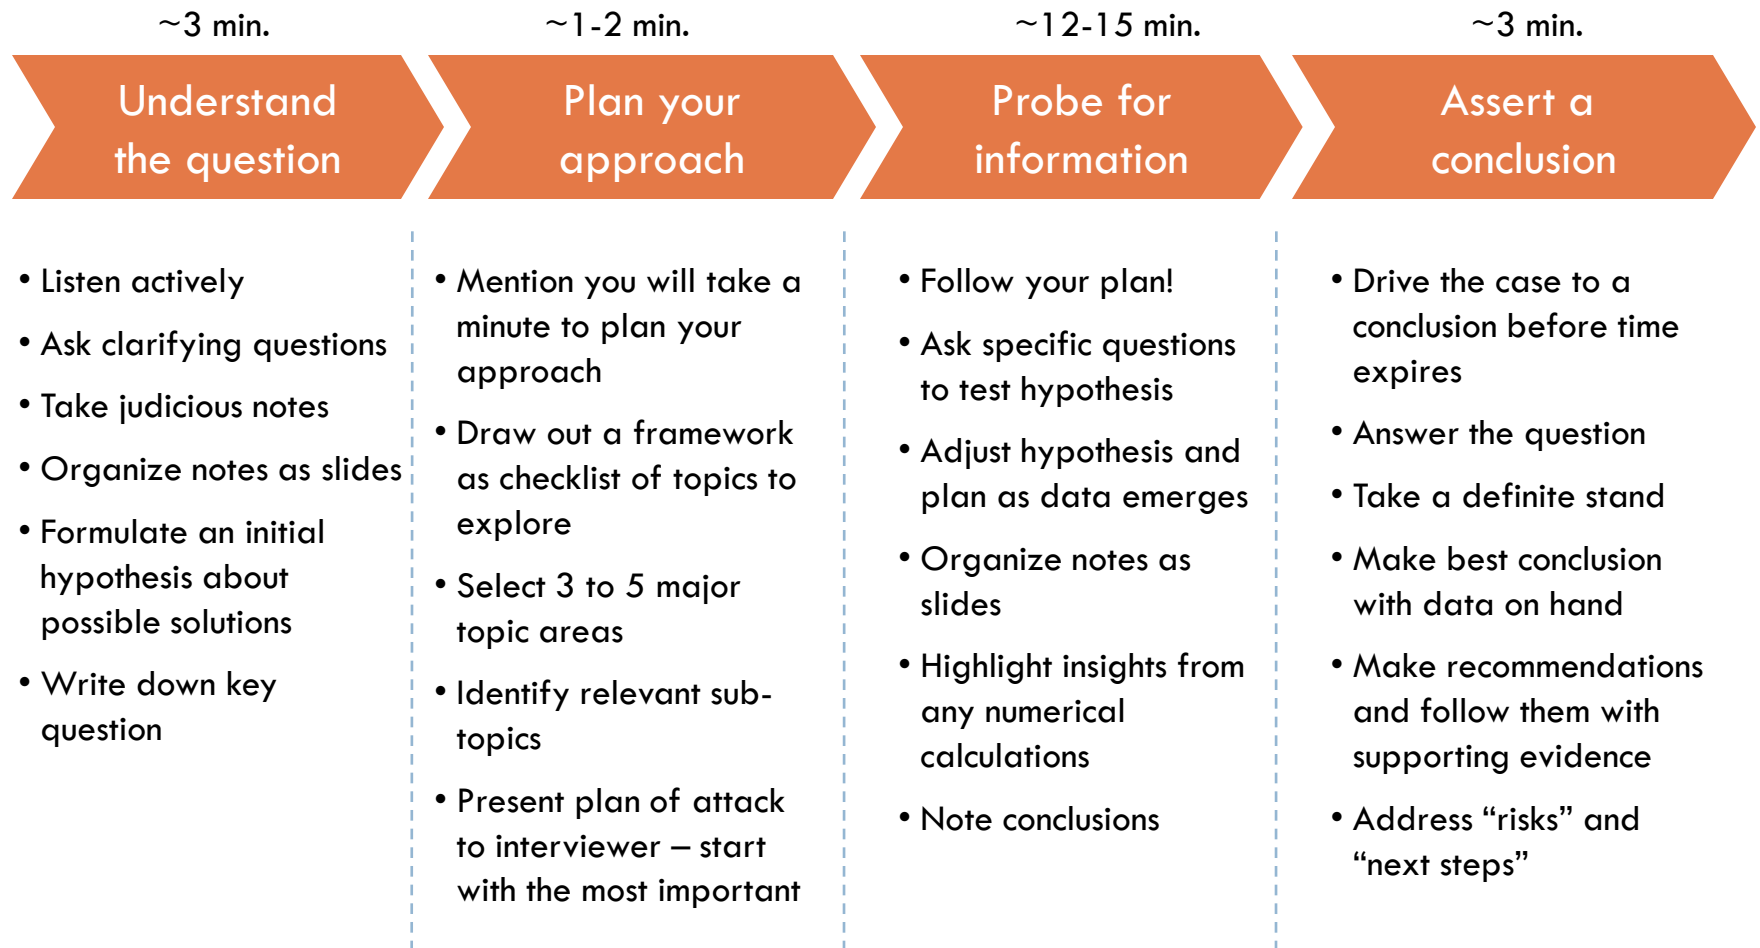 ~3 min.
~1-2 min.
~12-15 min.
~3 min.
Understand
the question
Plan your
approach
Probe for
information
Assert a
conclusion
• Listen actively
• Ask clarifying questions
• Take judicious notes
• Organize notes as slides
• Formulate an initial
hypothesis about
possible solutions
• Write down key
question
• Mention you will take a
minute to plan your
approach
• Draw out a framework
as checklist of topics to
explore
• Select 3 to 5 major
topic areas
• Identify relevant sub-
topics
• Present plan of attack
to interviewer – start
with the most important
• Follow your plan!
• Ask specific questions
to test hypothesis
• Adjust hypothesis and
plan as data emerges
• Organize notes as
slides
• Highlight insights from
any numerical
calculations
• Note conclusions
• Drive the case to a
conclusion before time
expires
• Answer the question
• Take a definite stand
• Make best conclusion
with data on hand
• Make recommendations
and follow them with
supporting evidence
• Address “risks” and
“next steps”